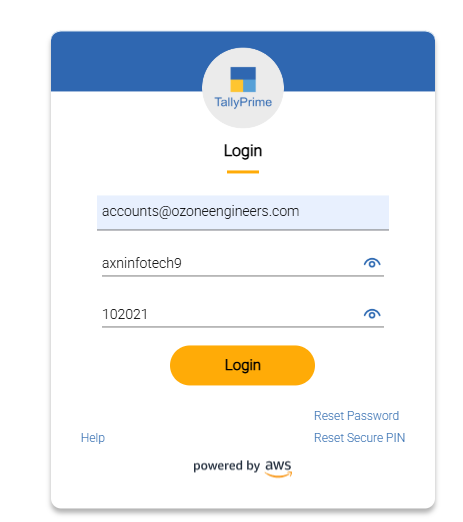 TallyPrime
Login
accounts@ozoneengineers.com
axninfotech9
102021
Login
Reset Password
Help
Reset Secure PIN
powered by aws